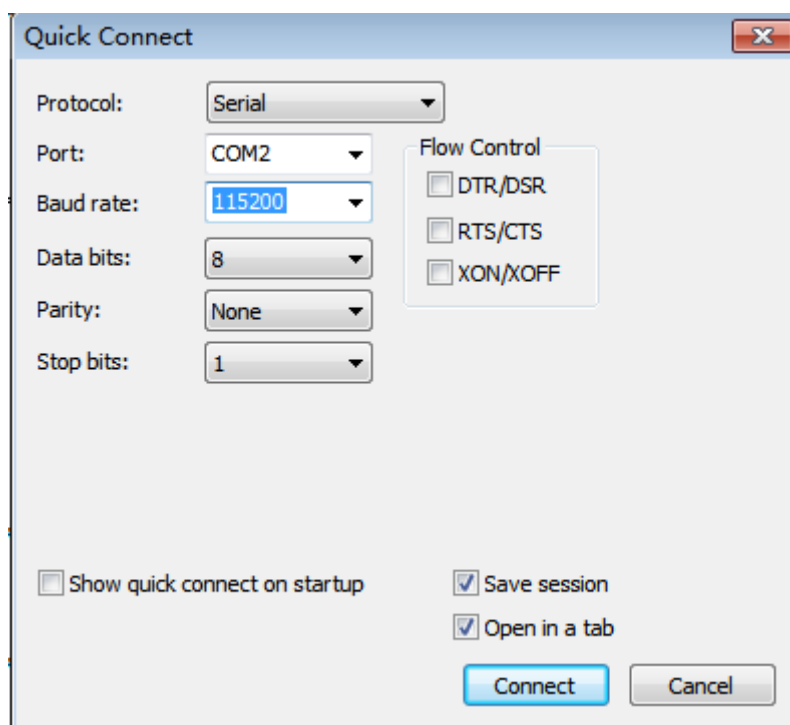 Quick Connect
Protocol: Serial
Port: COM2
Flow Control
Baud rate: 115200
DTR/DSR
RTS/CTS
Data bits: 8
XON/XOFF
Parity: None
Stop bits: 1
Show quick connect on startup
Save session
Open in a tab
Connect
Cancel